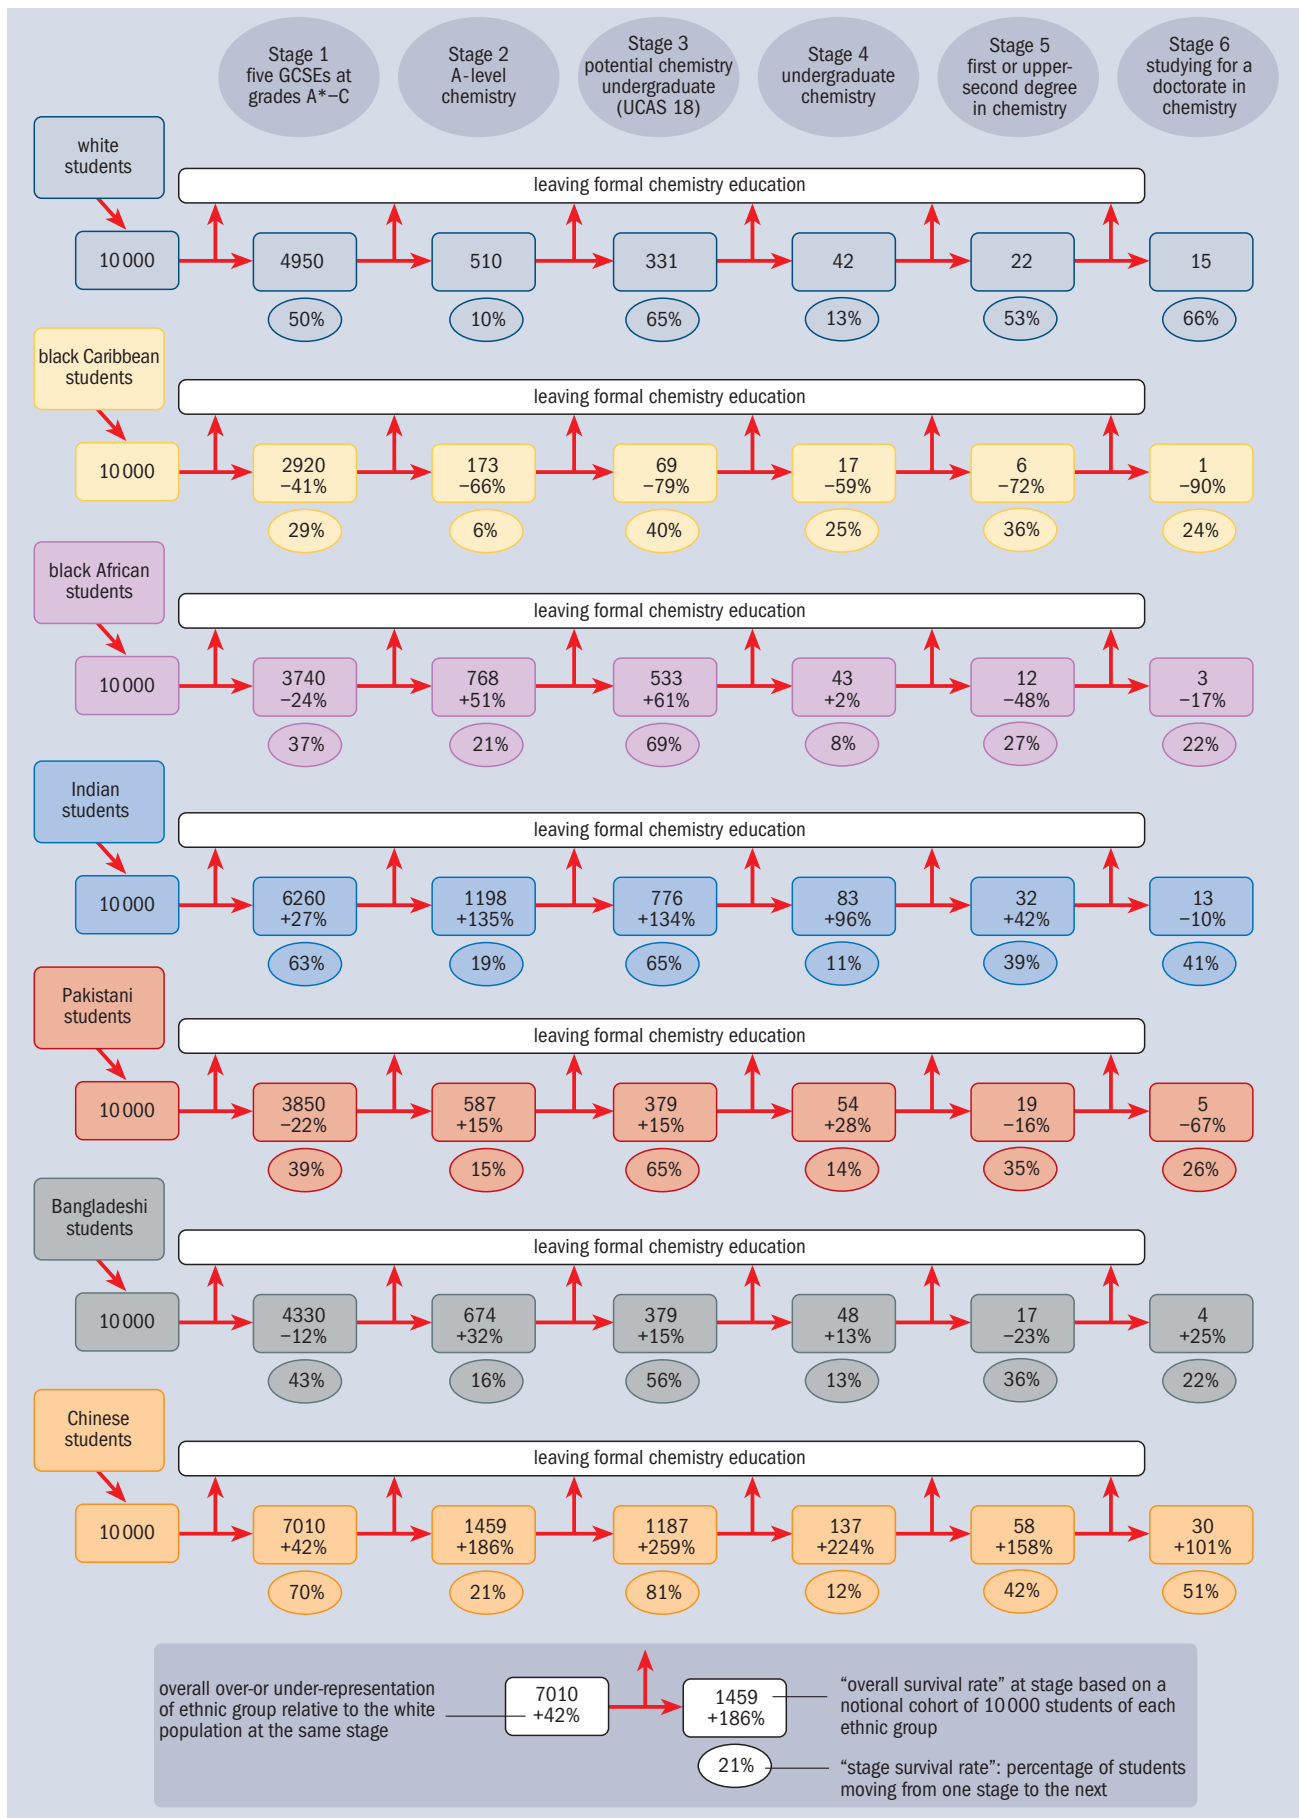 Stage 1
five GCSEs at
grades A*–C
Stage 2
A-level
chemistry
Stage 3
potential chemistry
undergraduate
(UCAS 18)
Stage 4
undergraduate
chemistry
Stage 5
first or upper-
second degree
in chemistry
Stage 6
studying for a
doctorate in
chemistry
white
students
leaving formal chemistry education
10 000
4950
510
331
42
22
15
50%
10%
65%
13%
53%
66%
black Caribbean
students
leaving formal chemistry education
10 000
2920
–41%
173
–66%
69
–79%
17
–59%
6
–72%
1
–90%
29%
6%
40%
25%
36%
24%
black African
students
leaving formal chemistry education
10 000
3740
–24%
768
+51%
533
+61%
43
+2%
12
–48%
3
–17%
37%
21%
69%
8%
27%
22%
Indian
students
leaving formal chemistry education
10 000
6260
+27%
1198
+135%
776
+134%
83
+96%
32
+42%
13
–10%
63%
19%
65%
11%
39%
41%
Pakistani
students
leaving formal chemistry education
10 000
3850
–22%
587
+15%
379
+15%
54
+28%
19
–16%
5
–67%
39%
15%
65%
14%
35%
26%
Bangladeshi
students
leaving formal chemistry education
10 000
4330
–12%
674
+32%
379
+15%
48
+13%
17
–23%
4
+25%
43%
16%
56%
13%
36%
22%
Chinese
students
leaving formal chemistry education
10 000
7010
+42%
1459
+186%
1187
+259%
137
+224%
58
+158%
30
+101%
70%
21%
81%
12%
42%
51%
overall over-or under-representation
of ethnic group relative to the white
population at the same stage
7010
+42%
1459
+186%
21%
“overall survival rate” at stage based on a
notional cohort of 10 000 students of each
ethnic group
“stage survival rate”: percentage of students
moving from one stage to the next